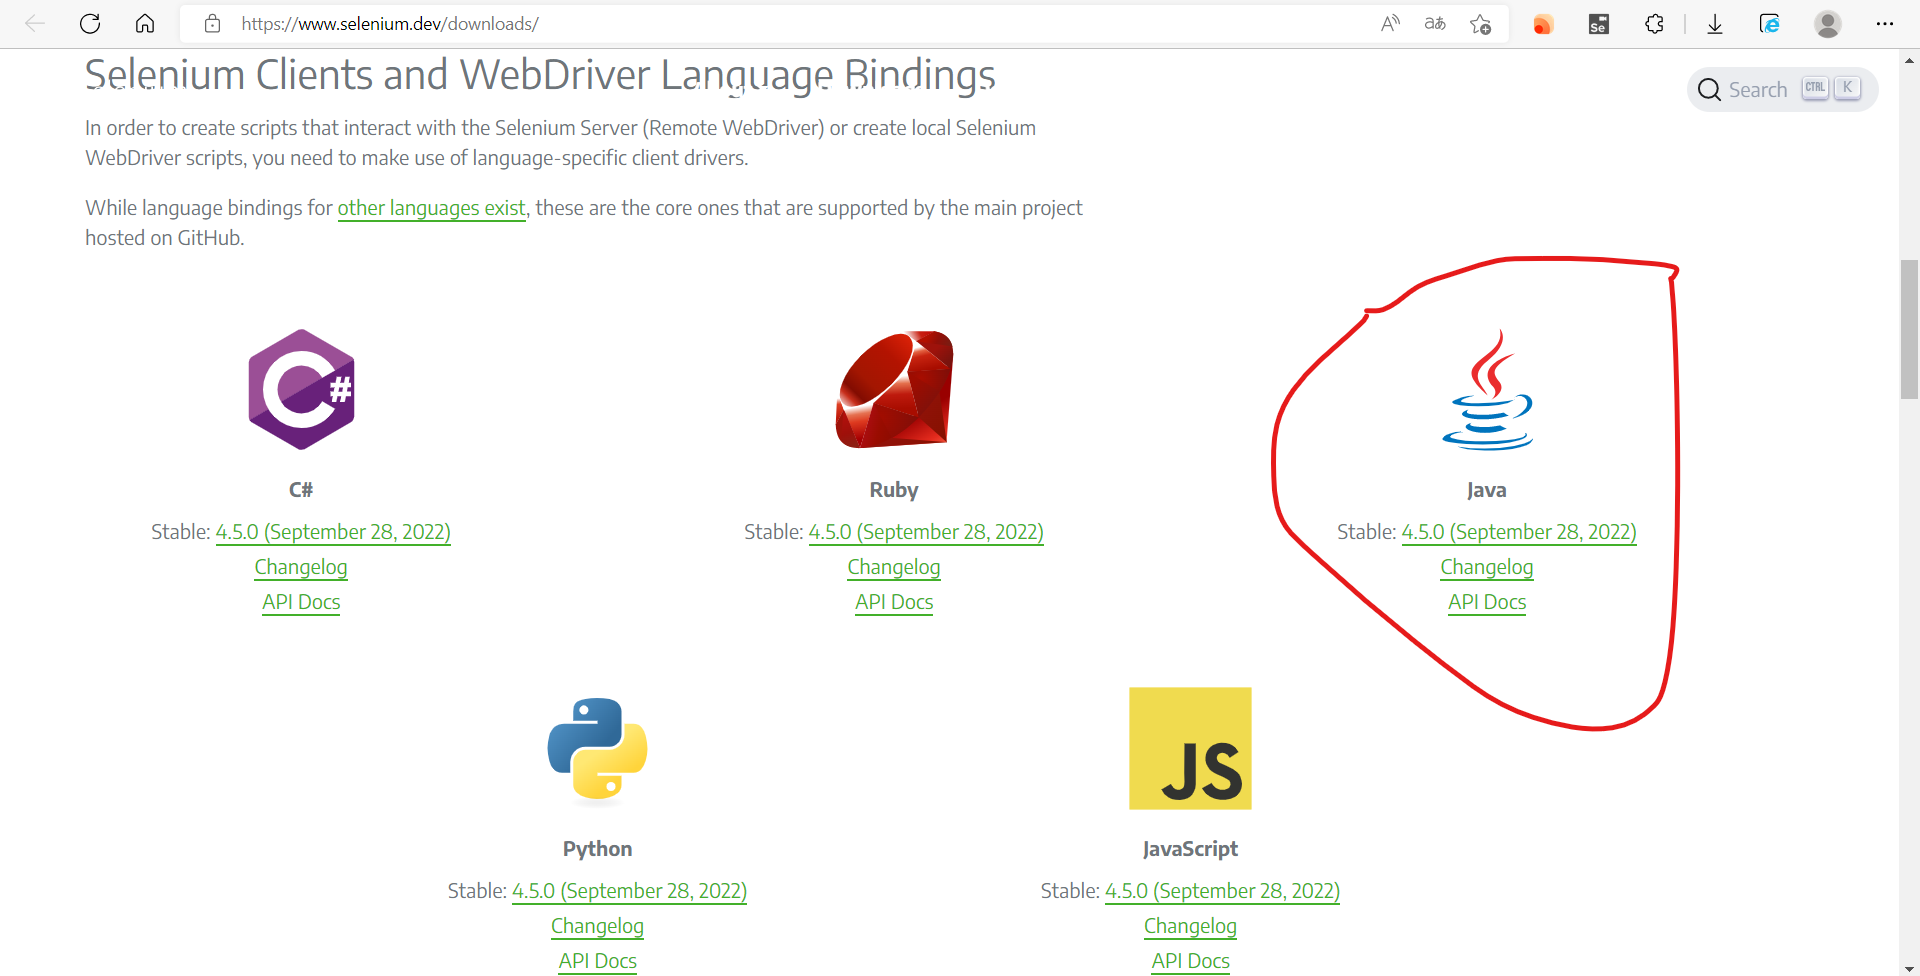 https://www.selenium.dev/downloads/
Selenium Clients and WebDriver Language Bindings
Search CTRL K
In order to create scripts that interact with the Selenium Server (Remote WebDriver) or create local Selenium
WebDriver scripts, you need to make use of language-specific client drivers.
While language bindings for other languages exist, these are the core ones that are supported by the main project
hosted on GitHub.
C#
Stable: 4.5.0 (September 28, 2022)
Changelog
API Docs
Ruby
Stable: 4.5.0 (September 28, 2022)
Changelog
API Docs
Java
Stable: 4.5.0 (September 28, 2022)
Changelog
API Docs
JS
Python
Stable: 4.5.0 (September 28, 2022)
Changelog
API Docs
JavaScript
Stable: 4.5.0 (September 28, 2022)
Changelog
API Docs